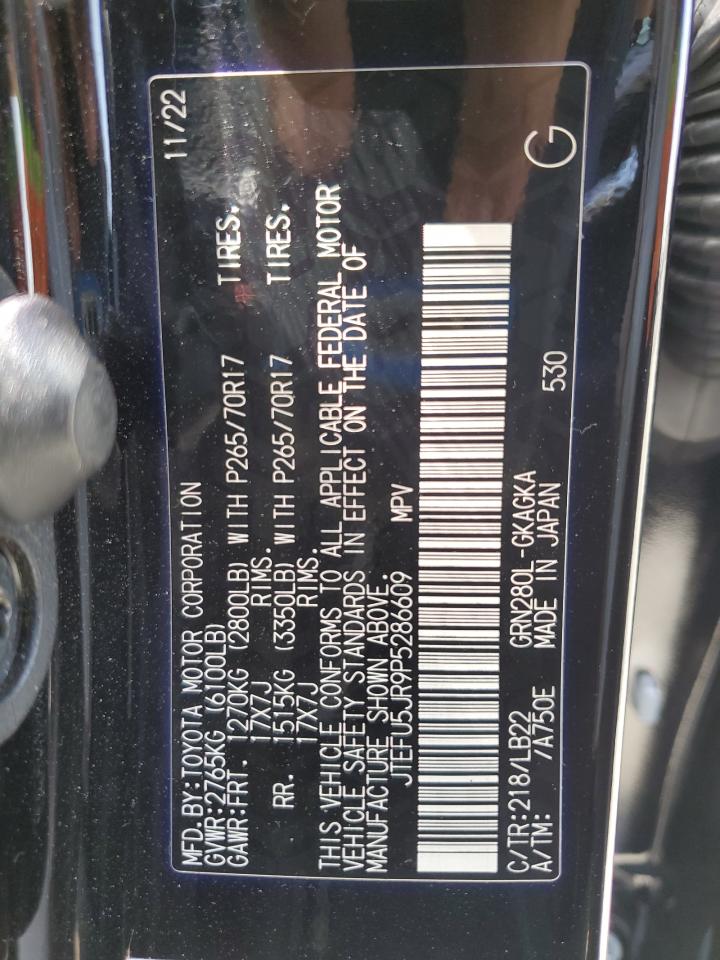 MFD.BY:TOYOTA MOTOR CORPORATION 11/22
GVWR:2765KG (6100LB)
GAWR:FRT. 1270KG (2800LB) WITH P265/70R17 TIRES.
17X7J RIMS.
RR. 1515KG (3350LB) WITH P265/70R17 TIRES.
17X7J RIMS.
THIS VEHICLE CONFORMS TO ALL APPLICABLE FEDERAL MOTOR
VEHICLE SAFETY STANDARDS IN EFFECT ON THE DATE OF
MANUFACTURE SHOWN ABOVE.
JTEFU5JR9P5286609 MPV
C/TR:218/LB22 GRN280L-GKAGKA G
A/TM: /A750E MADE IN JAPAN 530